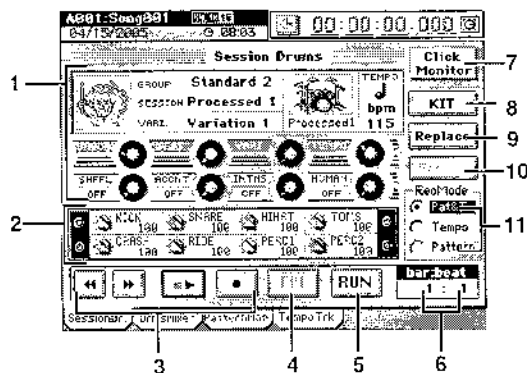 A001:Song001
04/15/2005 08:03
00:00:00.000
Session Drums
GROUP Standard 2
SESSION Processed 1
VARI. Variation 1
Processed1
TEMPO
bpm
115
SHFFL OFF
ACCNT OFF
OFF
HUMAN OFF
KICK 100
SNARE 100
HIHAT 100
TOMS 100
CRASH 100
RIDE 100
PERC1 100
PERC2 100
Click Monitor
KIT
Replace
RecMode
Tempo
Pattern
RUN
bar:beat
1 : 1
TempoTrk
1
2
3
4
5
6
7
8
9
10
11